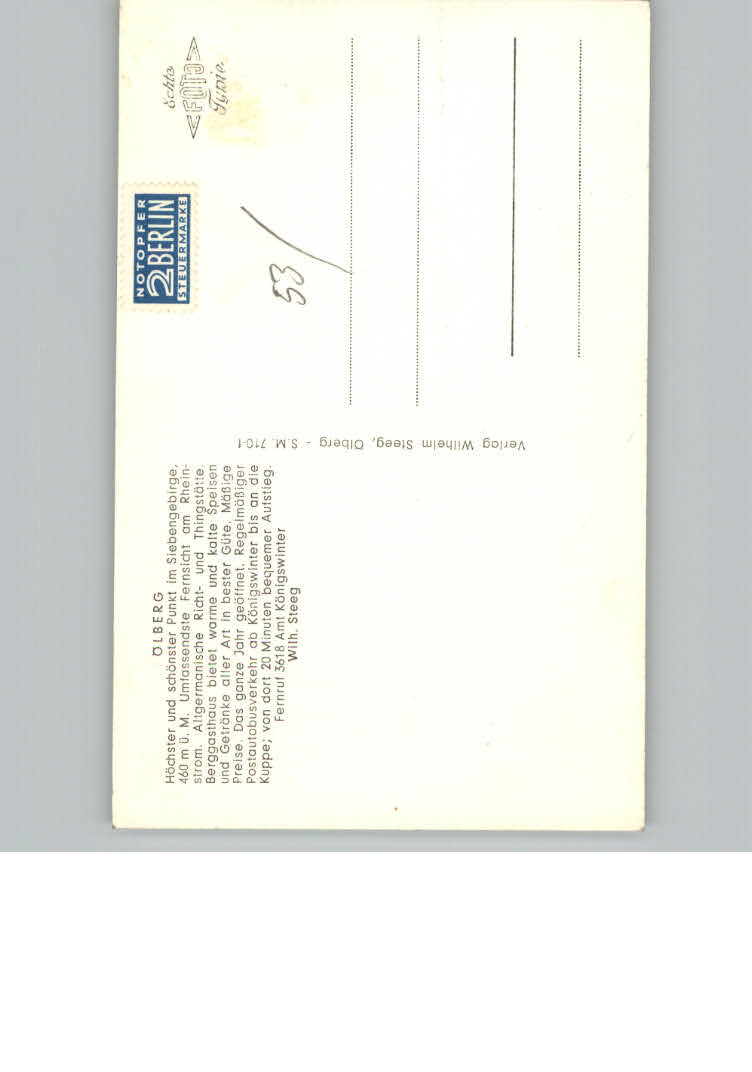 ÖLBERG
Höchster und schönster Punkt im Siebengebirge,
460 m ü. M. Umfassendste Fernsicht am Rhein-
strom. Altgermanische Richt- und Thingstätte.
Berggasthaus bietet warme und kalte Speisen
und Getränke aller Art in bester Güte. Mäßige
Preise. Das ganze Jahr geöffnet. Regelmäßiger
Postautobusverkehr ab Königswinter bis an die
Kuppe; von dort 20 Minuten bequemer Aufstieg.
Fernruf 3618 Amt Königswinter
Wilh. Steeg
Verlag Wilhelm Steeg, Ölberg - S.M. 710-1
NOTOPFER
2 BERLIN
STEUERMARKE
Echte
FOTO
Typie
53